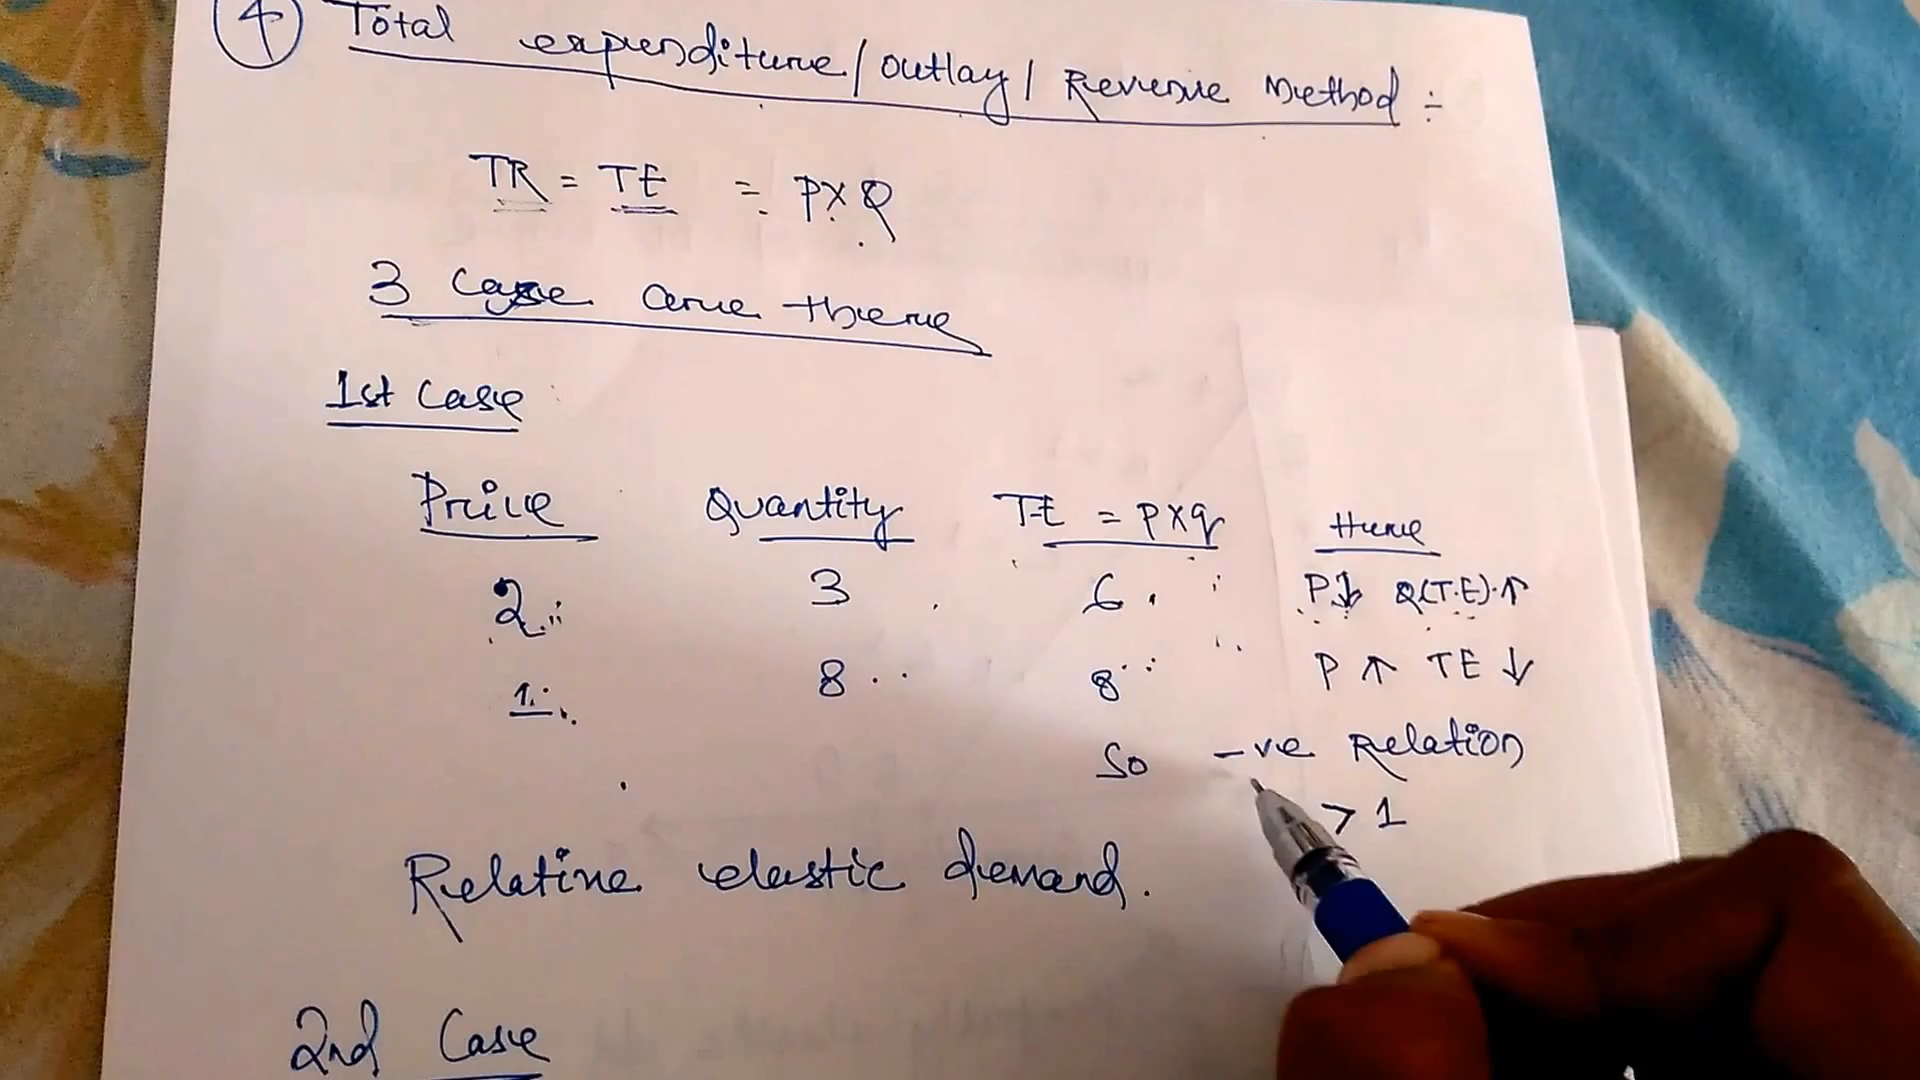 4 Total expenditure / outlay / Revenue Method ÷
TR = TE = P×Q
3 Case are there
1st Case
Price Quantity TE = P×q Here
2 3 6 P↓ Q(T.E) ↑
1 8 8 P ↑ TE ↓
So -ve Relation
> 1
Relative elastic demand.
2nd Case